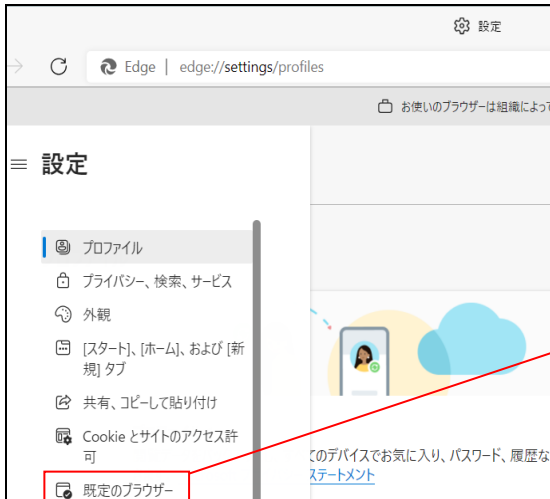 設定
Edge | edge://settings/profiles
お使いのブラウザーは組織によっ
設定
プロファイル
プライバシー、検索、サービス
外観
[スタート]、[ホーム]、および [新
規] タブ
共有、コピーして貼り付け
Cookie とサイトのアクセス許
可
既定のブラウザー
てのデバイスでお気に入り、パスワード、履歴な
ステートメント